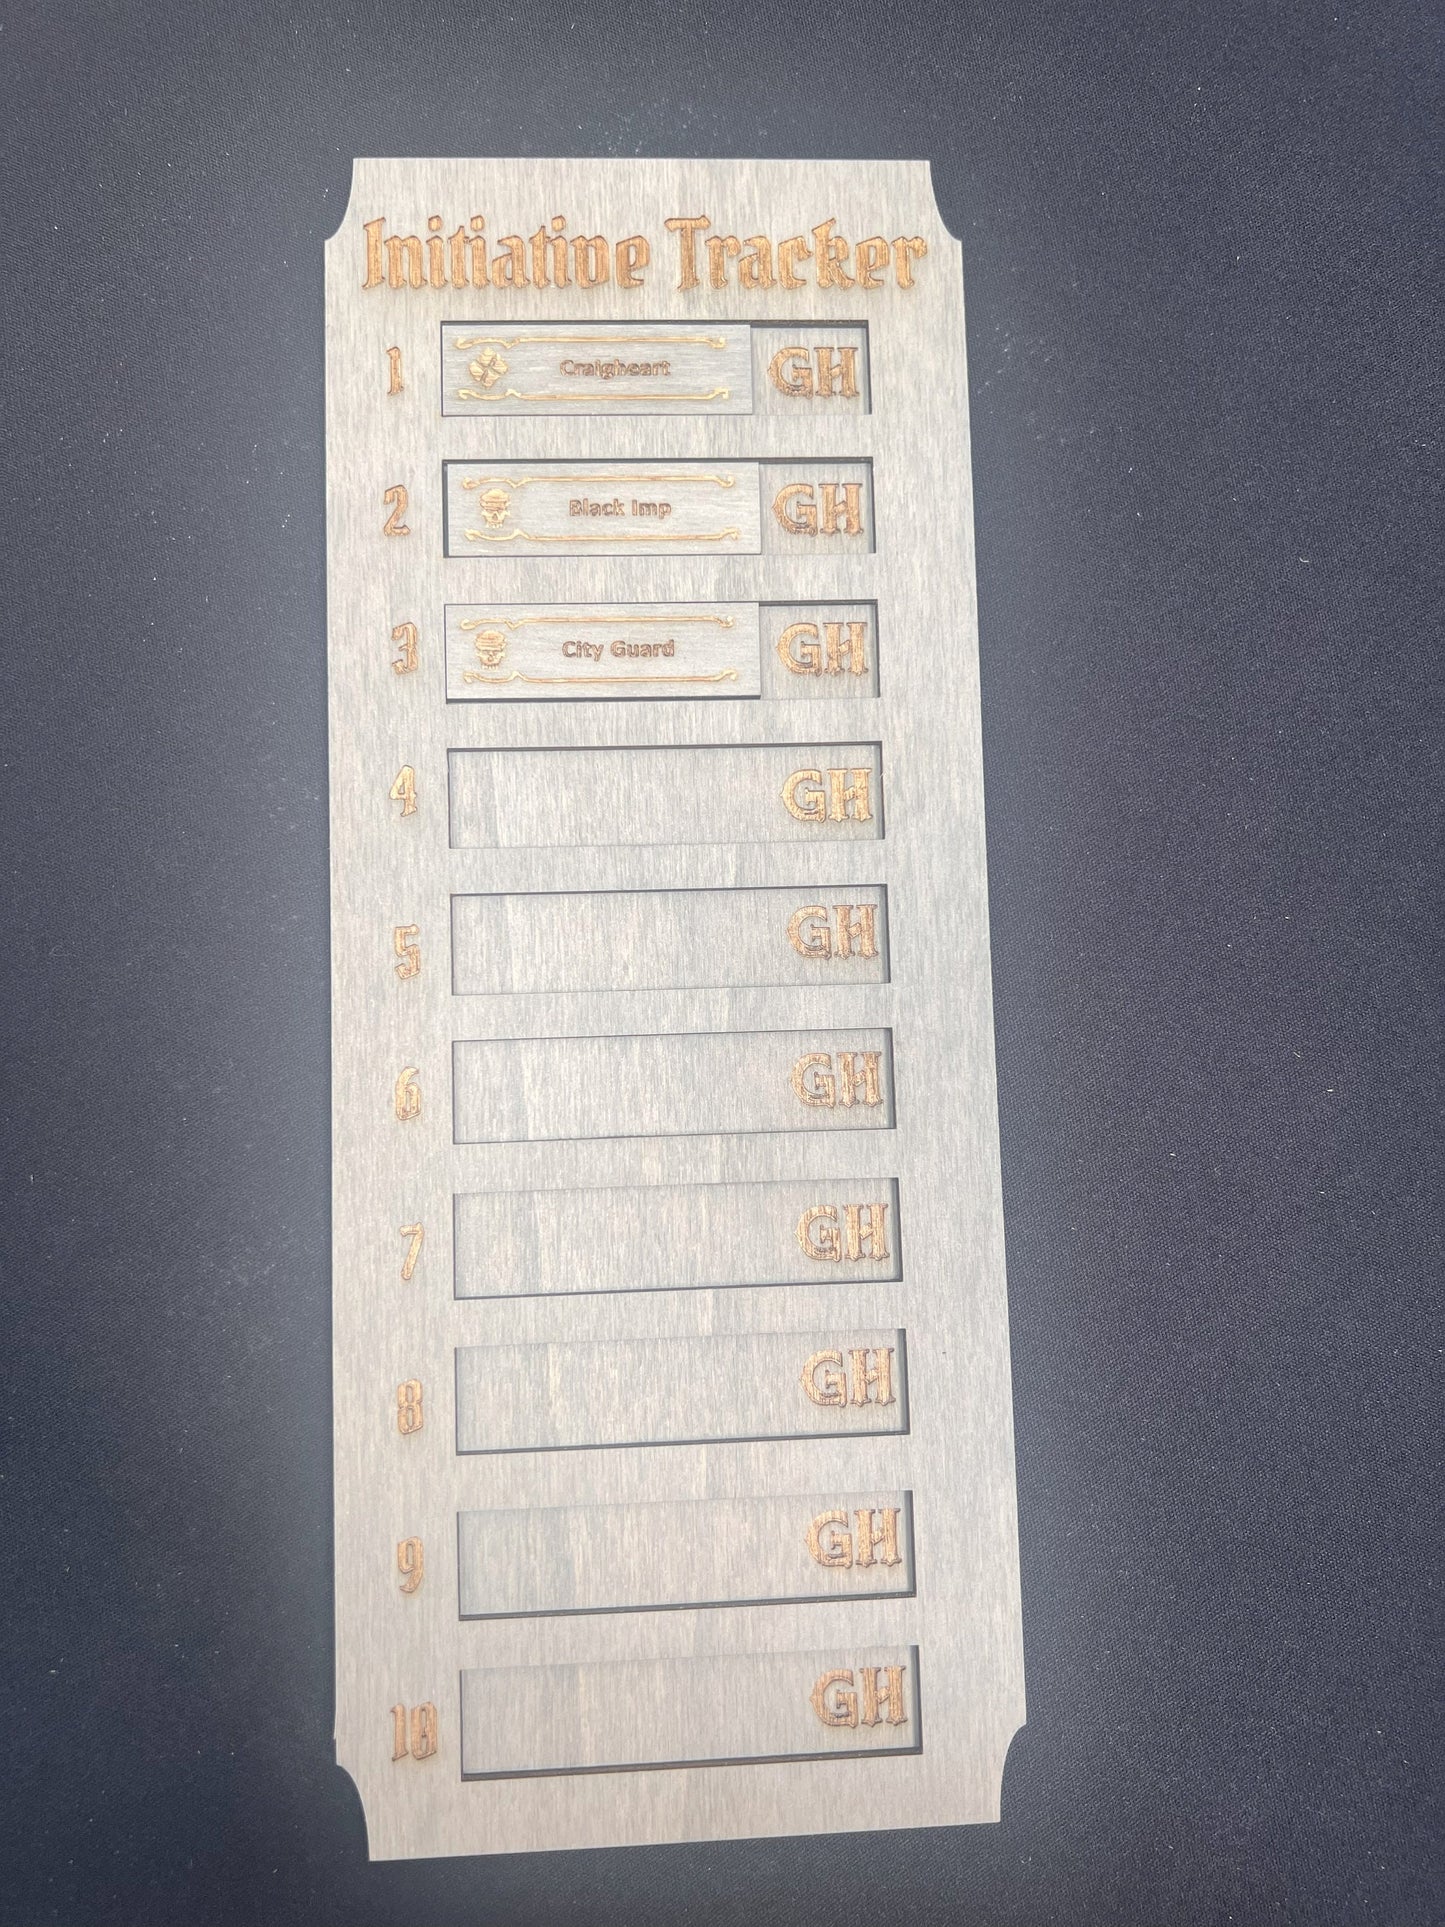 Initiative Tracker
1 Craigheart GH
2 Black Imp GH
3 City Guard GH
4 GH
5 GH
6 GH
7 GH
8 GH
9 GH
10 GH